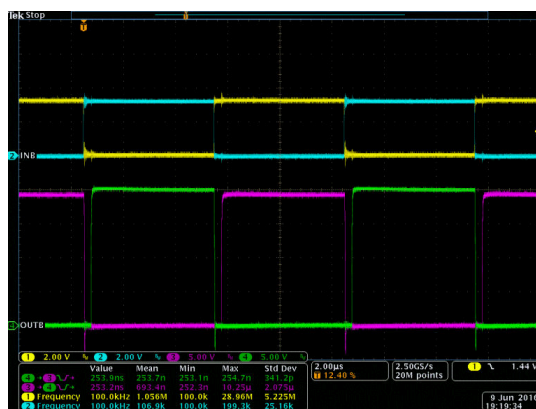 Tek Stop
INB
OUTB
1 2.00 V 2 2.00 V 3 5.00 V 4 5.00 V
Value Mean Min Max Std Dev
253.9ns 253.7n 253.1n 254.7n 341.2p
253.2ns 693.4n 252.3n 10.25µ 2.075µ
1 Frequency 100.0kHz 1.056M 100.0k 28.96M 5.225M
2 Frequency 100.0kHz 106.9k 100.0k 199.3k 25.16k
2.00µs
12.40 %
2.50GS/s
20M points
1 1.44 V
9 Jun 2016
19:19:34